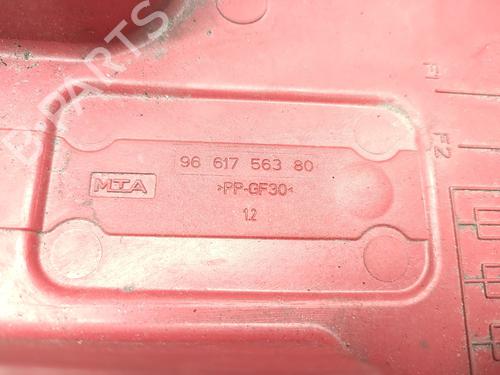 B-PARTS
96 617 563 80
MTA
>PP-GF30<
1.2
F1
F2